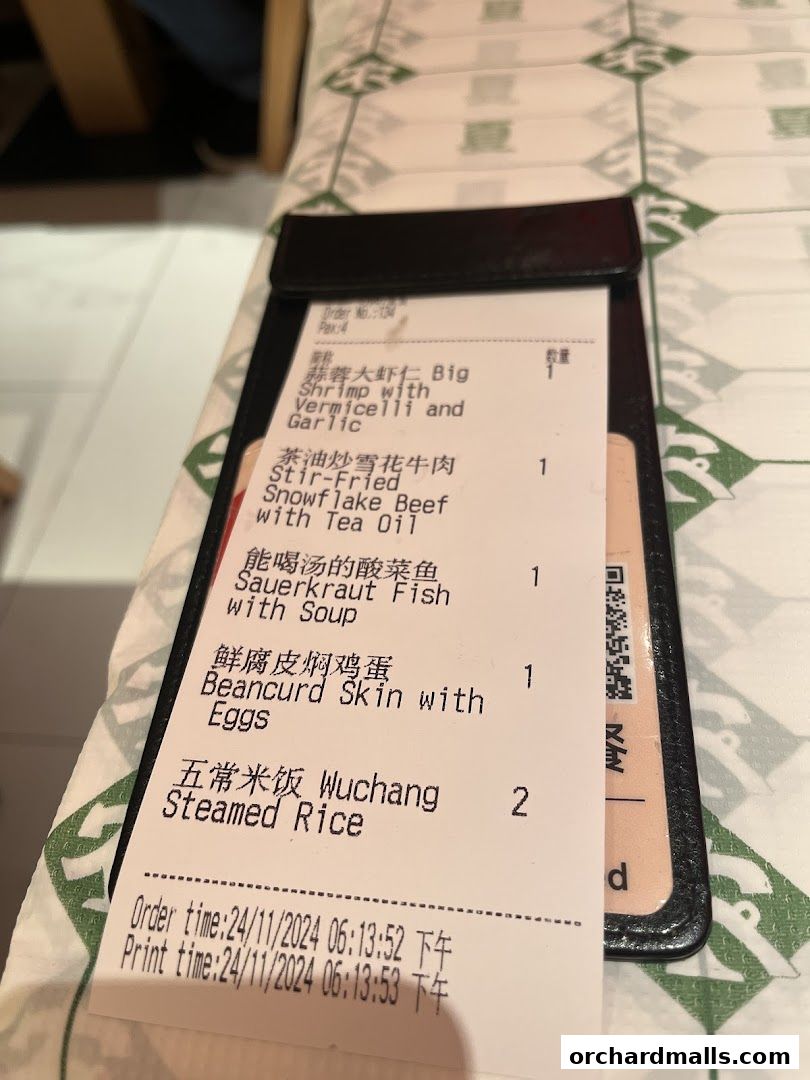 Order No.:134
Pax:4
数量
蒜蓉大虾仁 Big 1
Shrimp with
Vermicelli and
Garlic
茶油炒雪花牛肉 1
Stir-Fried
Snowflake Beef
with Tea Oil
能喝汤的酸菜鱼 1
Sauerkraut Fish
with Soup
鲜腐皮焖鸡蛋 1
Beancurd Skin with
Eggs
五常米饭 Wuchang 2
Steamed Rice
Order time:24/11/2024 06:13:52 下午
Print time:24/11/2024 06:13:53 下午
餐
d
orchardmalls.com